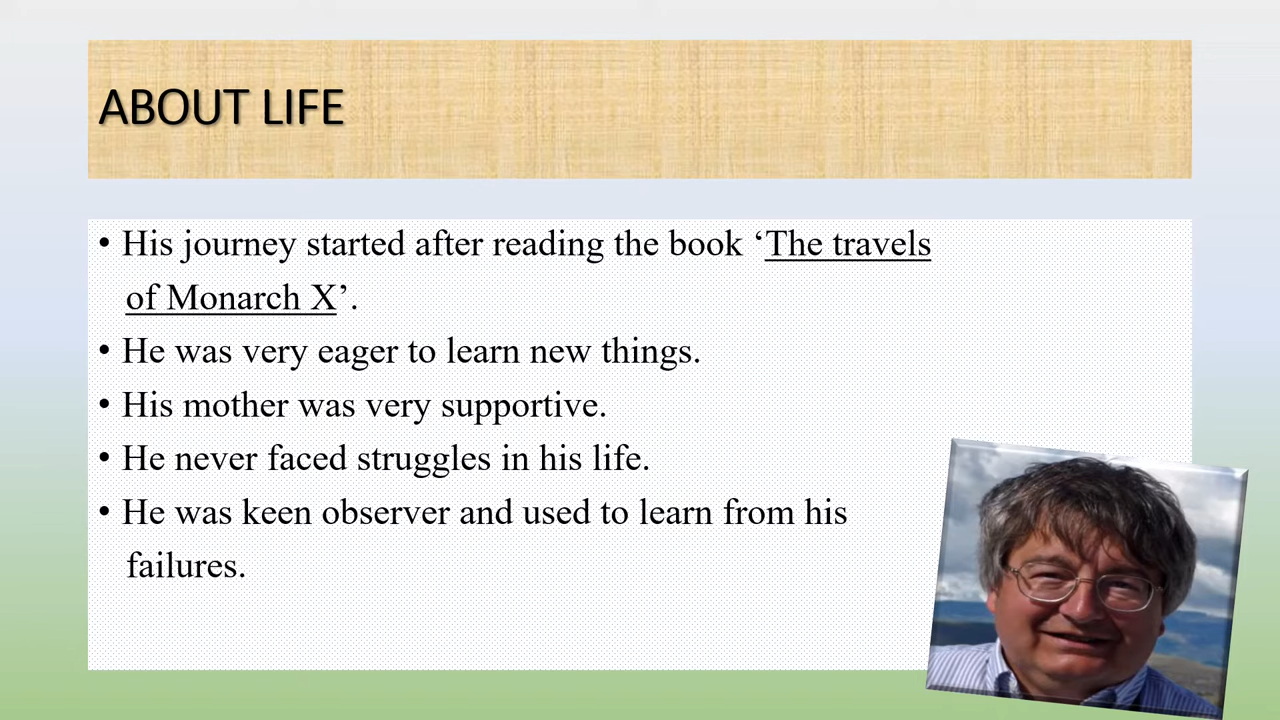 ABOUT LIFE
• His journey started after reading the book ‘The travels
of Monarch X’.
• He was very eager to learn new things.
• His mother was very supportive.
• He never faced struggles in his life.
• He was keen observer and used to learn from his
failures.